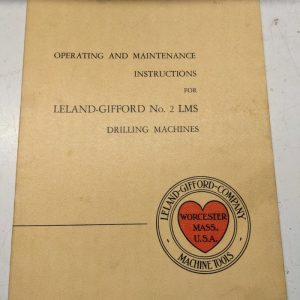 OPERATING AND MAINTENANCE
INSTRUCTIONS
FOR
LELAND-GIFFORD No. 2 LMS
DRILLING MACHINES
LELAND-GIFFORD-COMPANY
WORCESTER
MASS.
U.S.A.
MACHINE TOOLS